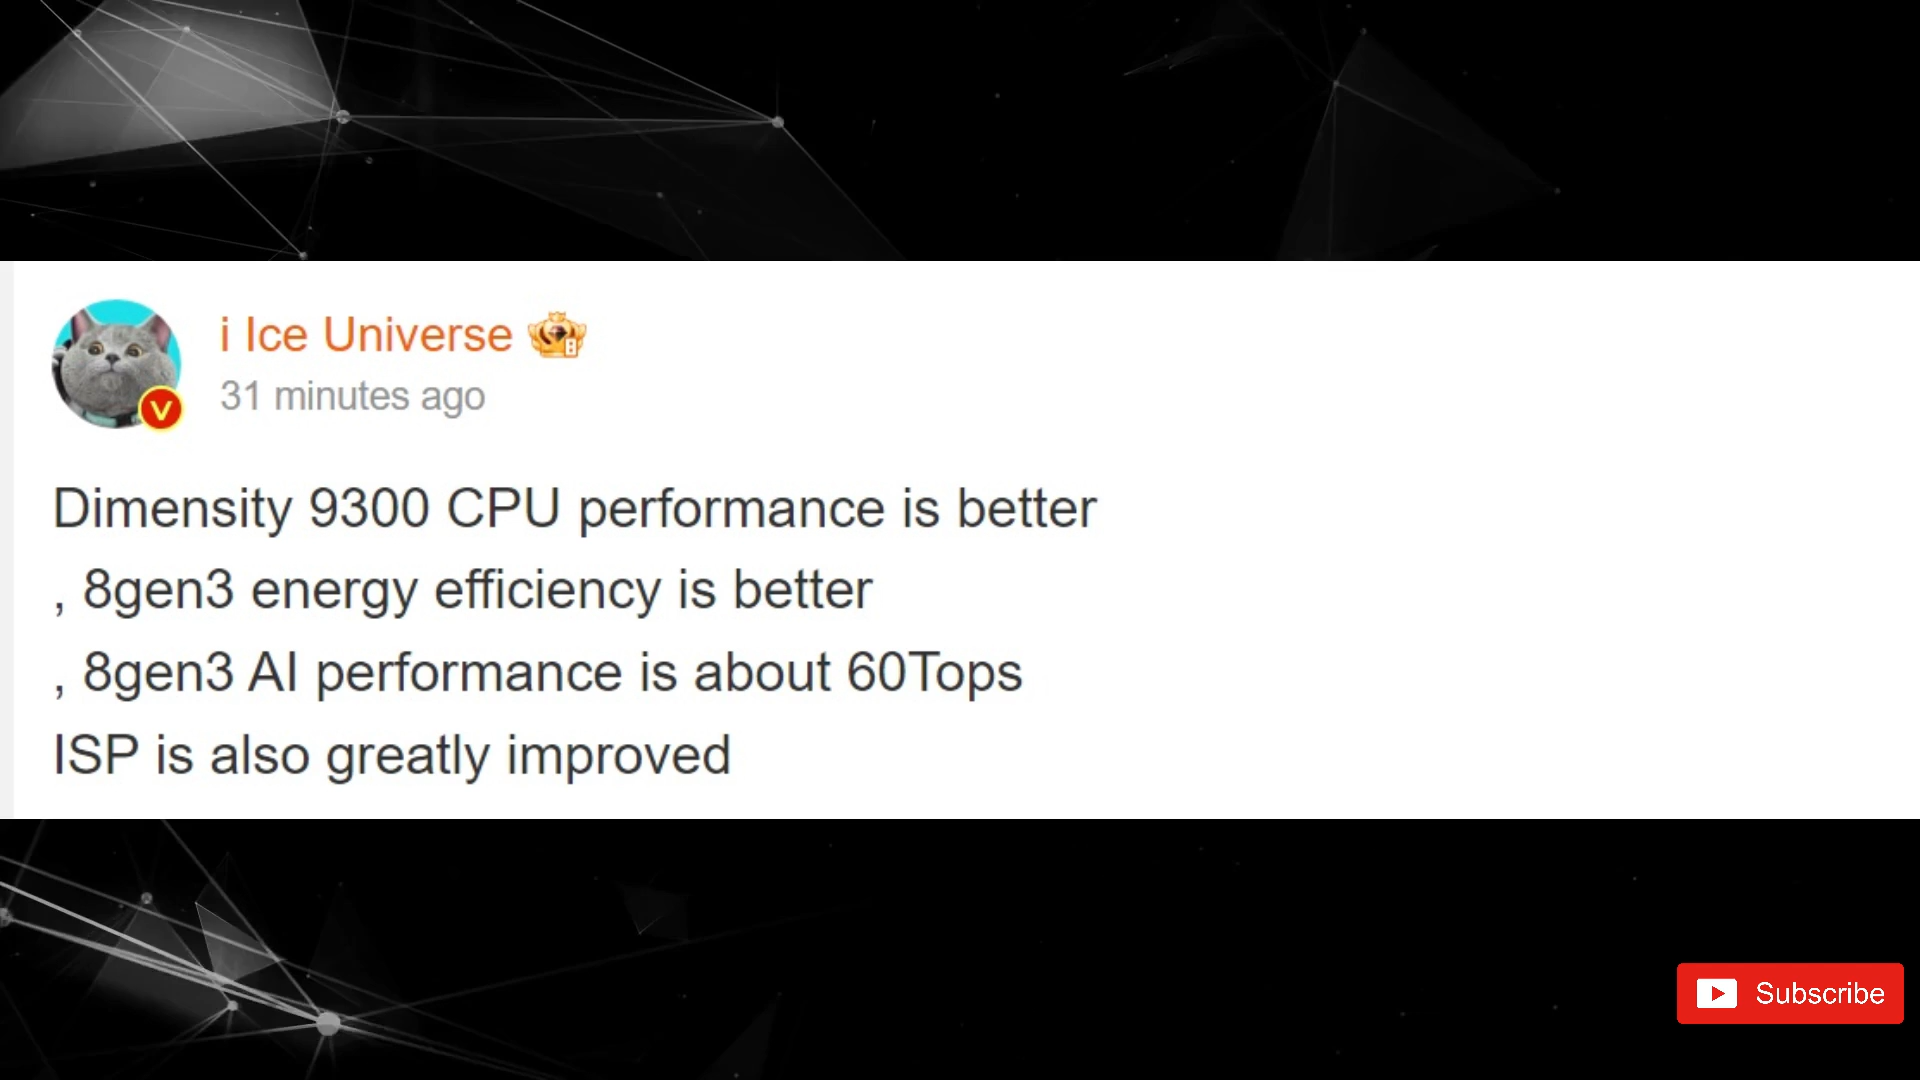 i Ice Universe
31 minutes ago
Dimensity 9300 CPU performance is better
, 8gen3 energy efficiency is better
, 8gen3 AI performance is about 60Tops
ISP is also greatly improved
Subscribe